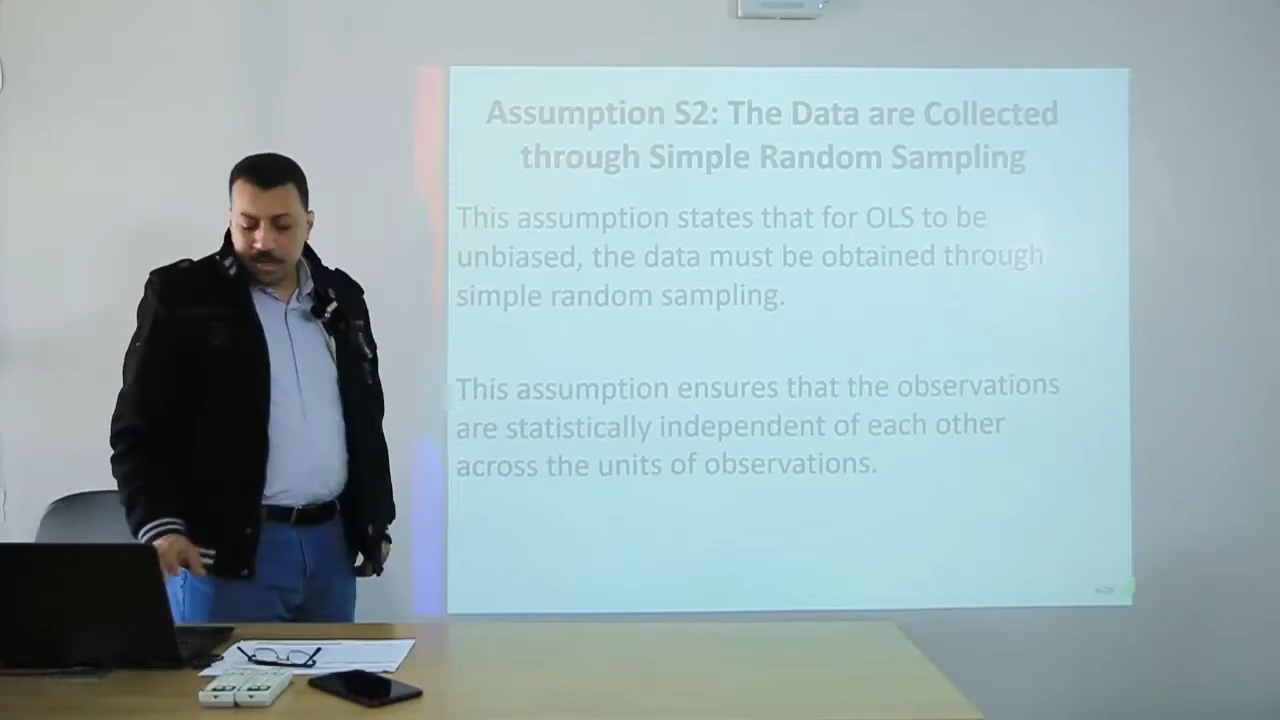 Assumption S2: The Data are Collected
through Simple Random Sampling
This assumption states that for OLS to be
unbiased, the data must be obtained through
simple random sampling.
This assumption ensures that the observations
are statistically independent of each other
across the units of observations.